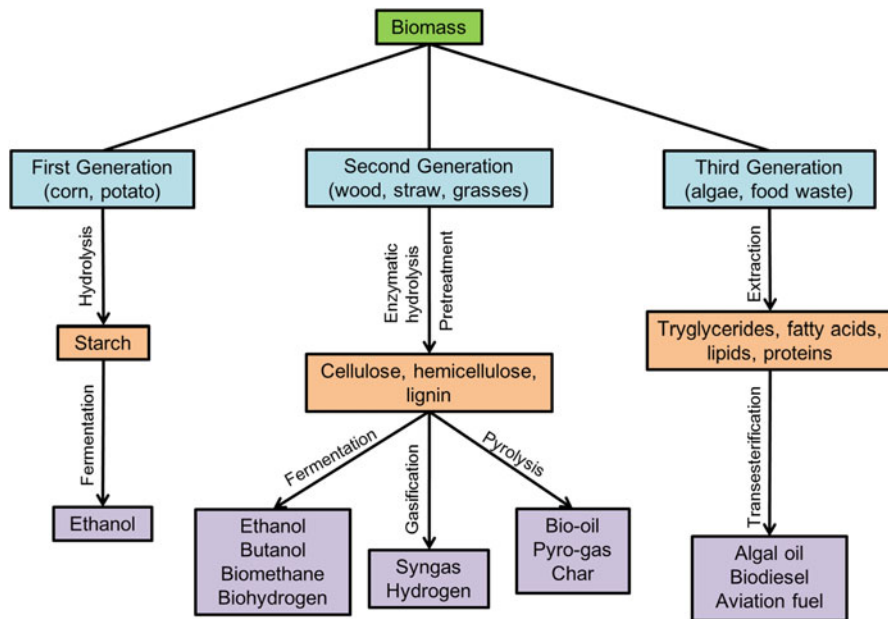 Biomass
First Generation
(corn, potato)
Second Generation
(wood, straw, grasses)
Third Generation
(algae, food waste)
Hydrolysis
Enzymatic
hydrolysis
Pretreatment
Extraction
Starch
Cellulose, hemicellulose,
lignin
Tryglycerides, fatty acids,
lipids, proteins
Fermentation
Fermentation
Gasification
Pyrolysis
Transesterification
Ethanol
Ethanol
Butanol
Biomethane
Biohydrogen
Syngas
Hydrogen
Bio-oil
Pyro-gas
Char
Algal oil
Biodiesel
Aviation fuel